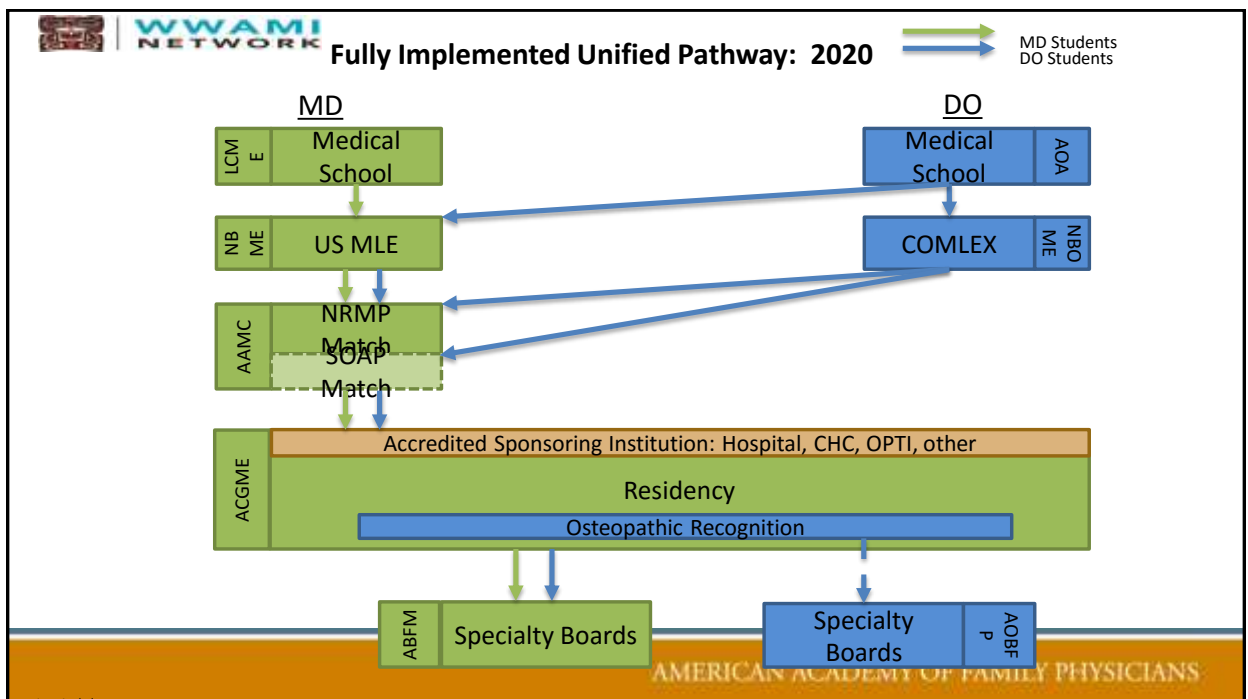 WWAMI
NETWORK
Fully Implemented Unified Pathway: 2020
MD Students
DO Students
MD
DO
LCM
E
Medical
School
Medical
School
AOA
NB
ME
US MLE
COMLEX
NBO
ME
AAMC
NRMP
Match
SOAP
Match
ACGME
Accredited Sponsoring Institution: Hospital, CHC, OPTI, other
Residency
Osteopathic Recognition
ABFM
Specialty Boards
Specialty
Boards
AOBF
P
AMERICAN ACADEMY OF FAMILY PHYSICIANS